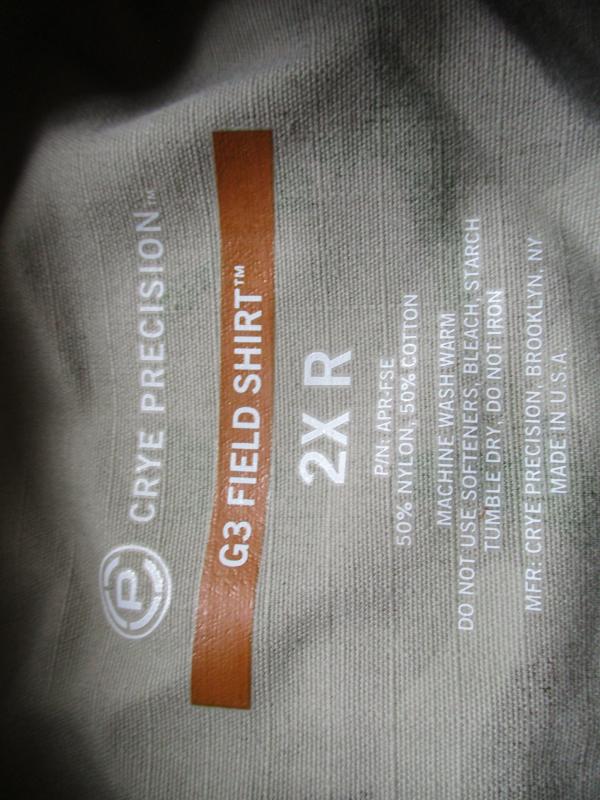 CRYE PRECISION™
G3 FIELD SHIRT™
2X R
P/N: APR-FSE
50% NYLON, 50% COTTON
MACHINE WASH WARM
DO NOT USE SOFTENERS, BLEACH, STARCH
TUMBLE DRY, DO NOT IRON
MFR: CRYE PRECISION, BROOKLYN, NY
MADE IN U.S.A.